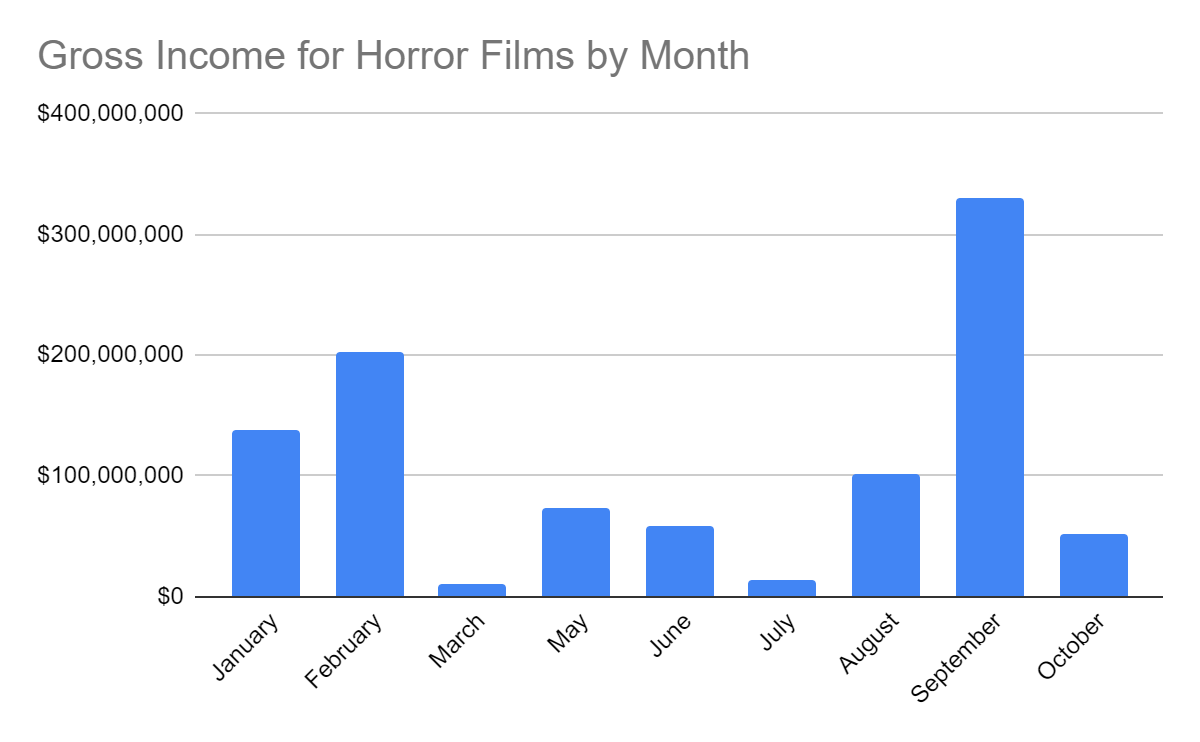 Gross Income for Horror Films by Month
$400,000,000
$300,000,000
$200,000,000
$100,000,000
$0
January
February
March
May
June
July
August
September
October